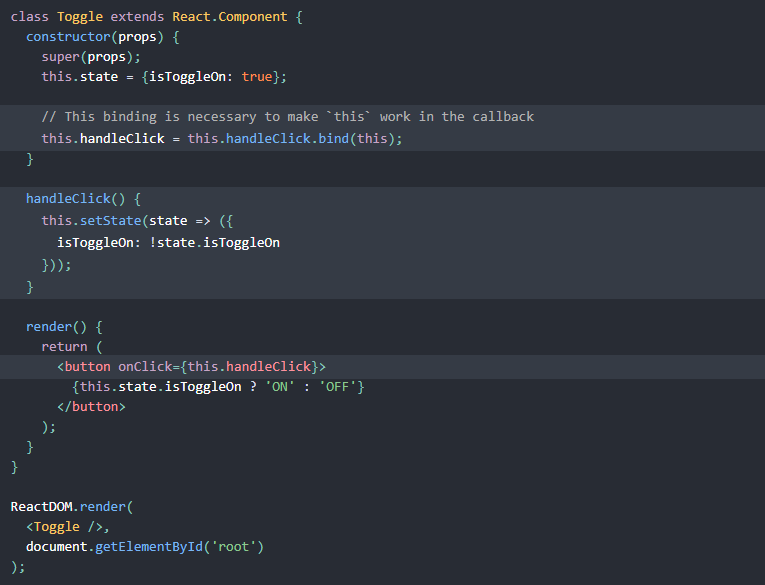 class Toggle extends React.Component {
  constructor(props) {
    super(props);
    this.state = {isToggleOn: true};

    // This binding is necessary to make `this` work in the callback
    this.handleClick = this.handleClick.bind(this);
  }

  handleClick() {
    this.setState(state => ({
      isToggleOn: !state.isToggleOn
    }));
  }

  render() {
    return (
      <button onClick={this.handleClick}>
        {this.state.isToggleOn ? 'ON' : 'OFF'}
      </button>
    );
  }
}

ReactDOM.render(
  <Toggle />,
  document.getElementById('root')
);